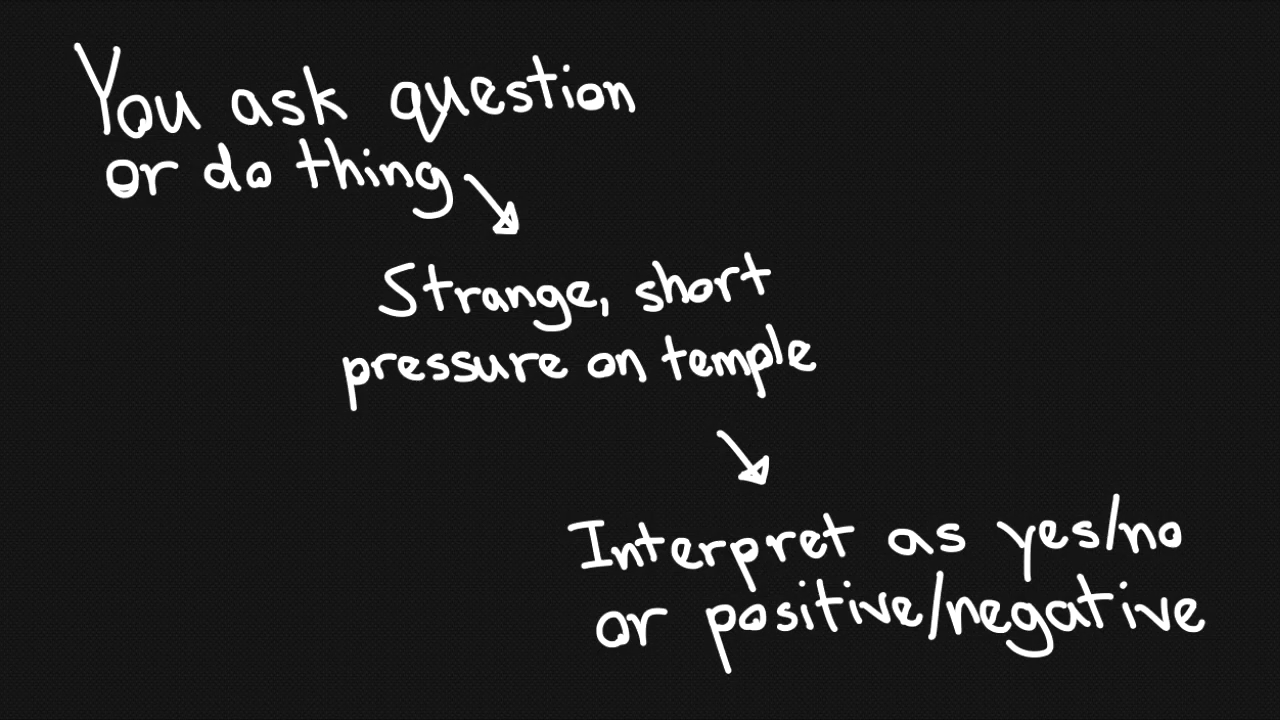 You ask question
or do thing
Strange, short
pressure on temple
Interpret as yes/no
or positive/negative